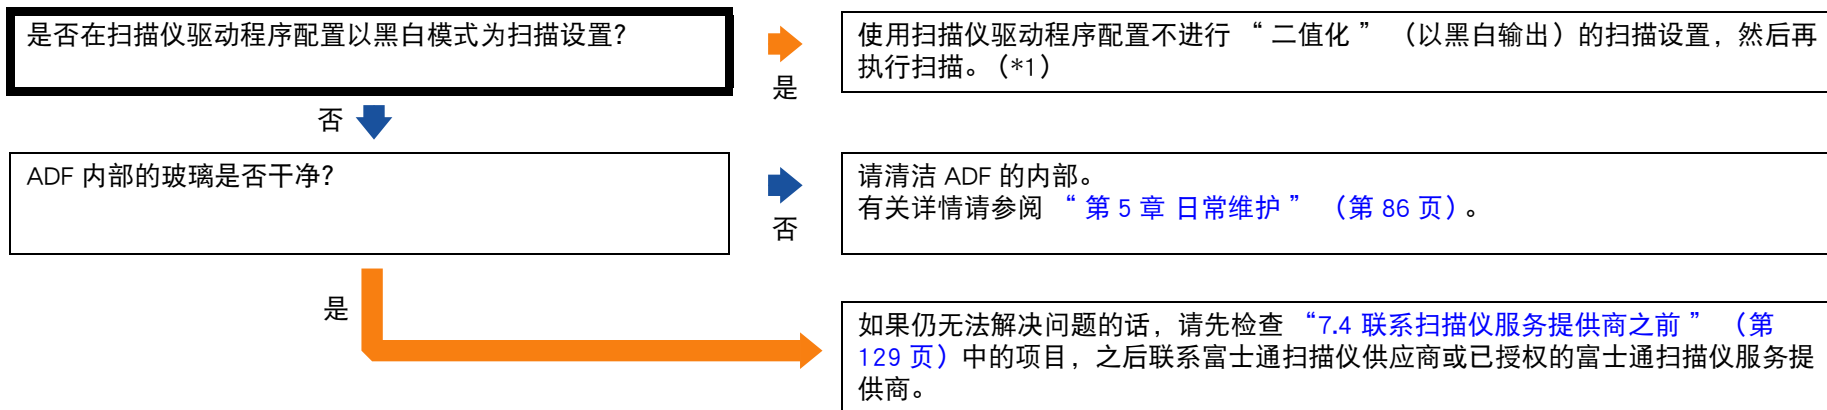 是否在扫描仪驱动程序配置以黑白模式为扫描设置?
是
使用扫描仪驱动程序配置不进行 “ 二值化 ” （以黑白输出）的扫描设置，然后再
执行扫描。（*1）
否
ADF 内部的玻璃是否干净?
否
请清洁 ADF 的内部。
有关详情请参阅 “ 第 5 章 日常维护 ” （第 86 页）。
是
如果仍无法解决问题的话，请先检查 “7.4 联系扫描仪服务提供商之前 ” （第
129 页）中的项目，之后联系富士通扫描仪供应商或已授权的富士通扫描仪服务提
供商。